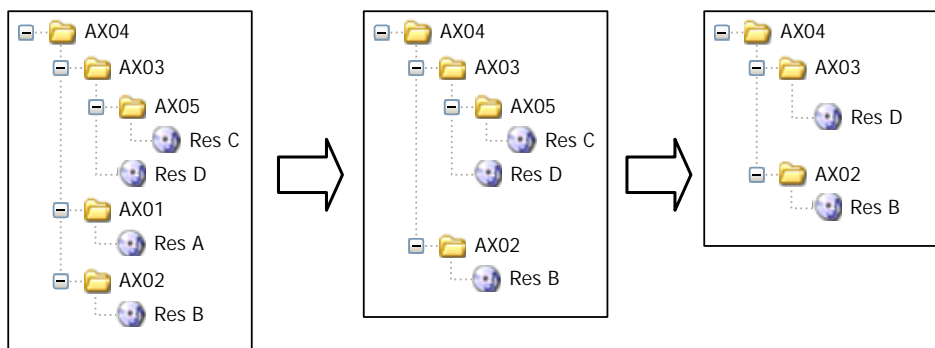 AX04
AX03
AX05
Res C
Res D
AX01
Res A
AX02
Res B
AX04
AX03
AX05
Res C
Res D
AX02
Res B
AX04
AX03
Res D
AX02
Res B